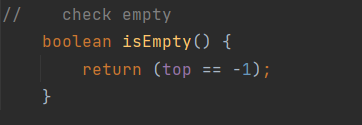 //    check empty
    boolean isEmpty() {
        return (top == -1);
    }